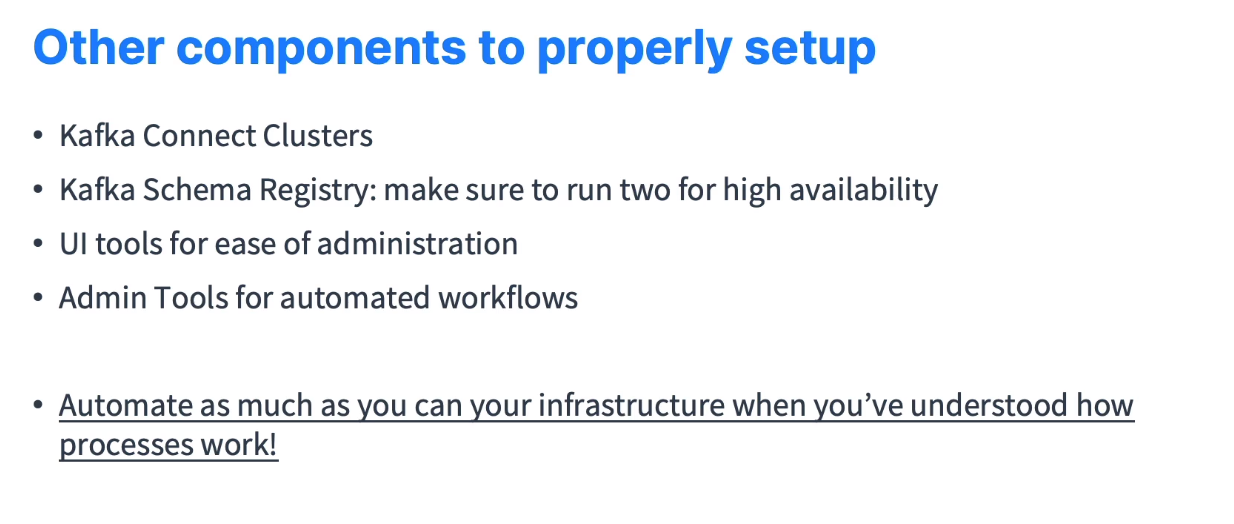 Other components to properly setup
• Kafka Connect Clusters
• Kafka Schema Registry: make sure to run two for high availability
• UI tools for ease of administration
• Admin Tools for automated workflows
• Automate as much as you can your infrastructure when you’ve understood how
processes work!